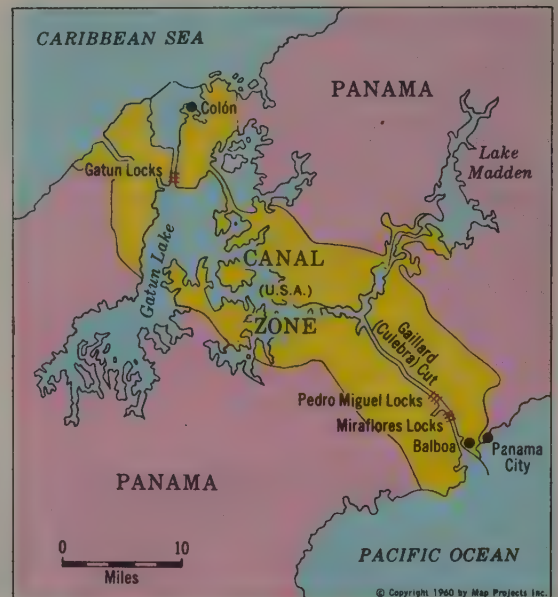 CARIBBEAN SEA
PANAMA
Colón
Lake
Madden
Gatun Locks
Gatun Lake
CANAL
(U.S.A.)
ZONE
Gaillard
(Culebra) Cut
Pedro Miguel Locks
Miraflores Locks
Balboa
Panama
City
PANAMA
0 10
Miles
PACIFIC OCEAN
© Copyright 1960 by Map Projects Inc.